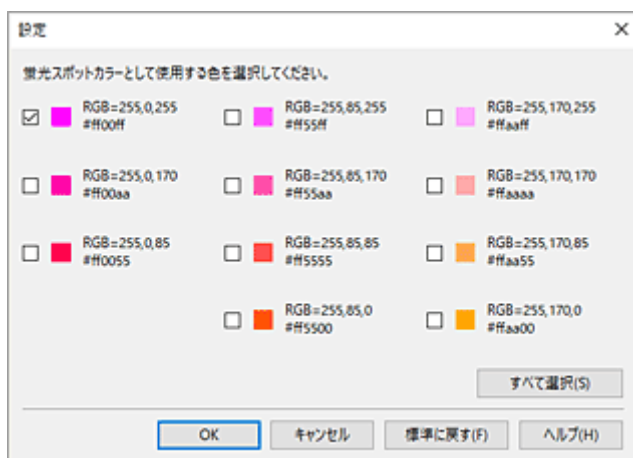 設定
蛍光スポットカラーとして使用する色を選択してください。
RGB=255,0,255
#ff00ff
RGB=255,85,255
#ff55ff
RGB=255,170,255
#ffaaff
RGB=255,0,170
#ff00aa
RGB=255,85,170
#ff55aa
RGB=255,170,170
#ffaaaa
RGB=255,0,85
#ff0055
RGB=255,85,85
#ff5555
RGB=255,170,85
#ffaa55
RGB=255,85,0
#ff5500
RGB=255,170,0
#ffaa00
すべて選択(S)
OK
キャンセル
標準に戻す(F)
ヘルプ(H)